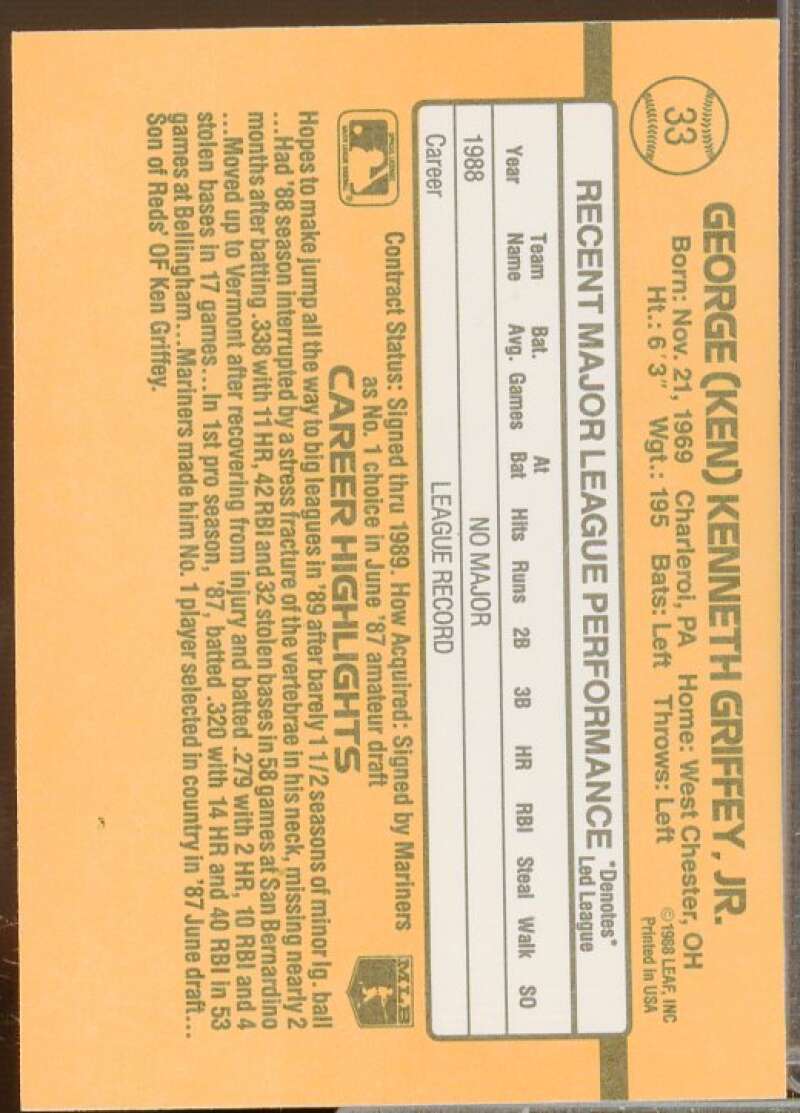 33
GEORGE (KEN) KENNETH GRIFFEY, JR.
Born: Nov. 21, 1969 Charleroi, PA Home: West Chester, OH
Ht.: 6'3" Wgt.: 195 Bats: Left Throws: Left
©1988 LEAF, INC
Printed in USA
RECENT MAJOR LEAGUE PERFORMANCE
*Denotes*
Led League
Year Team Name Bat. Avg. Games At Bat Hits Runs 2B 3B HR RBI Steal Walk SO
1988 NO MAJOR
Career LEAGUE RECORD
Contract Status: Signed thru 1989. How Acquired: Signed by Mariners
as No. 1 choice in June '87 amateur draft
MLB
CAREER HIGHLIGHTS
Hopes to make jump all the way to big leagues in '89 after barely 1 1/2 seasons of minor lg. ball
...Had '88 season interrupted by a stress fracture of the vertebrae in his neck, missing nearly 2
months after batting .338 with 11 HR, 42 RBI and 32 stolen bases in 58 games at San Bernardino
...Moved up to Vermont after recovering from injury and batted .279 with 2 HR, 10 RBI and 4
stolen bases in 17 games...In 1st pro season, '87, batted .320 with 14 HR and 40 RBI in 53
games at Bellingham...Mariners made him No. 1 player selected in country in '87 June draft...
Son of Reds' OF Ken Griffey.